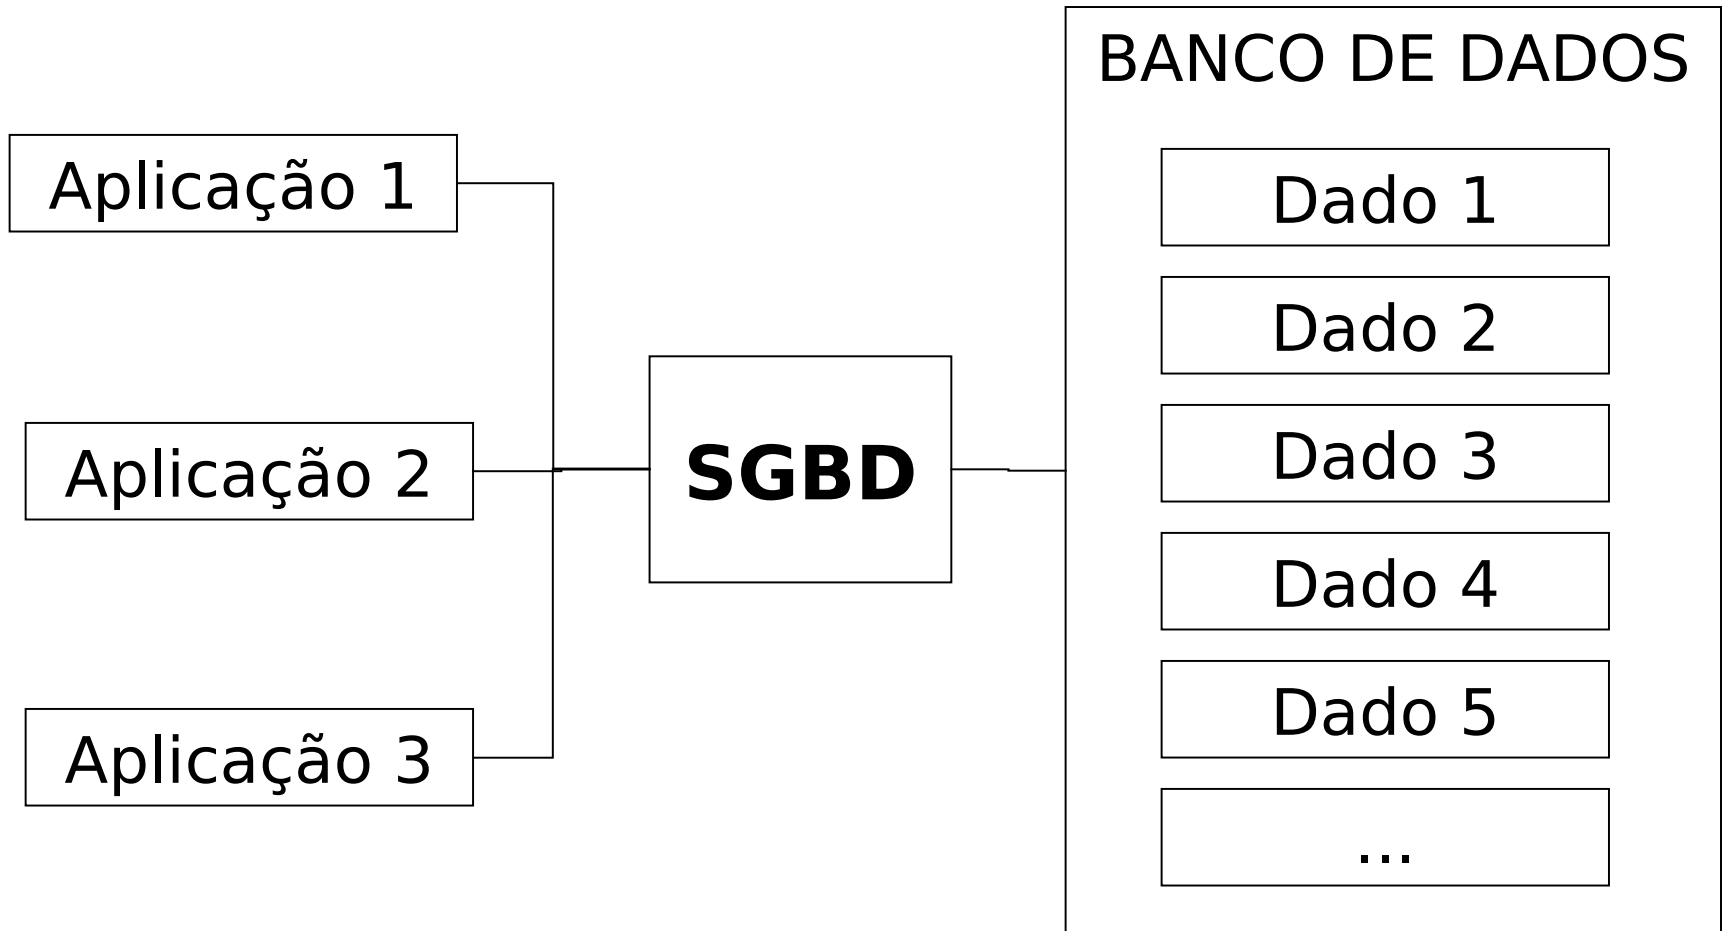 BANCO DE DADOS
Aplicação 1
Aplicação 2
Aplicação 3
SGBD
Dado 1
Dado 2
Dado 3
Dado 4
Dado 5
...